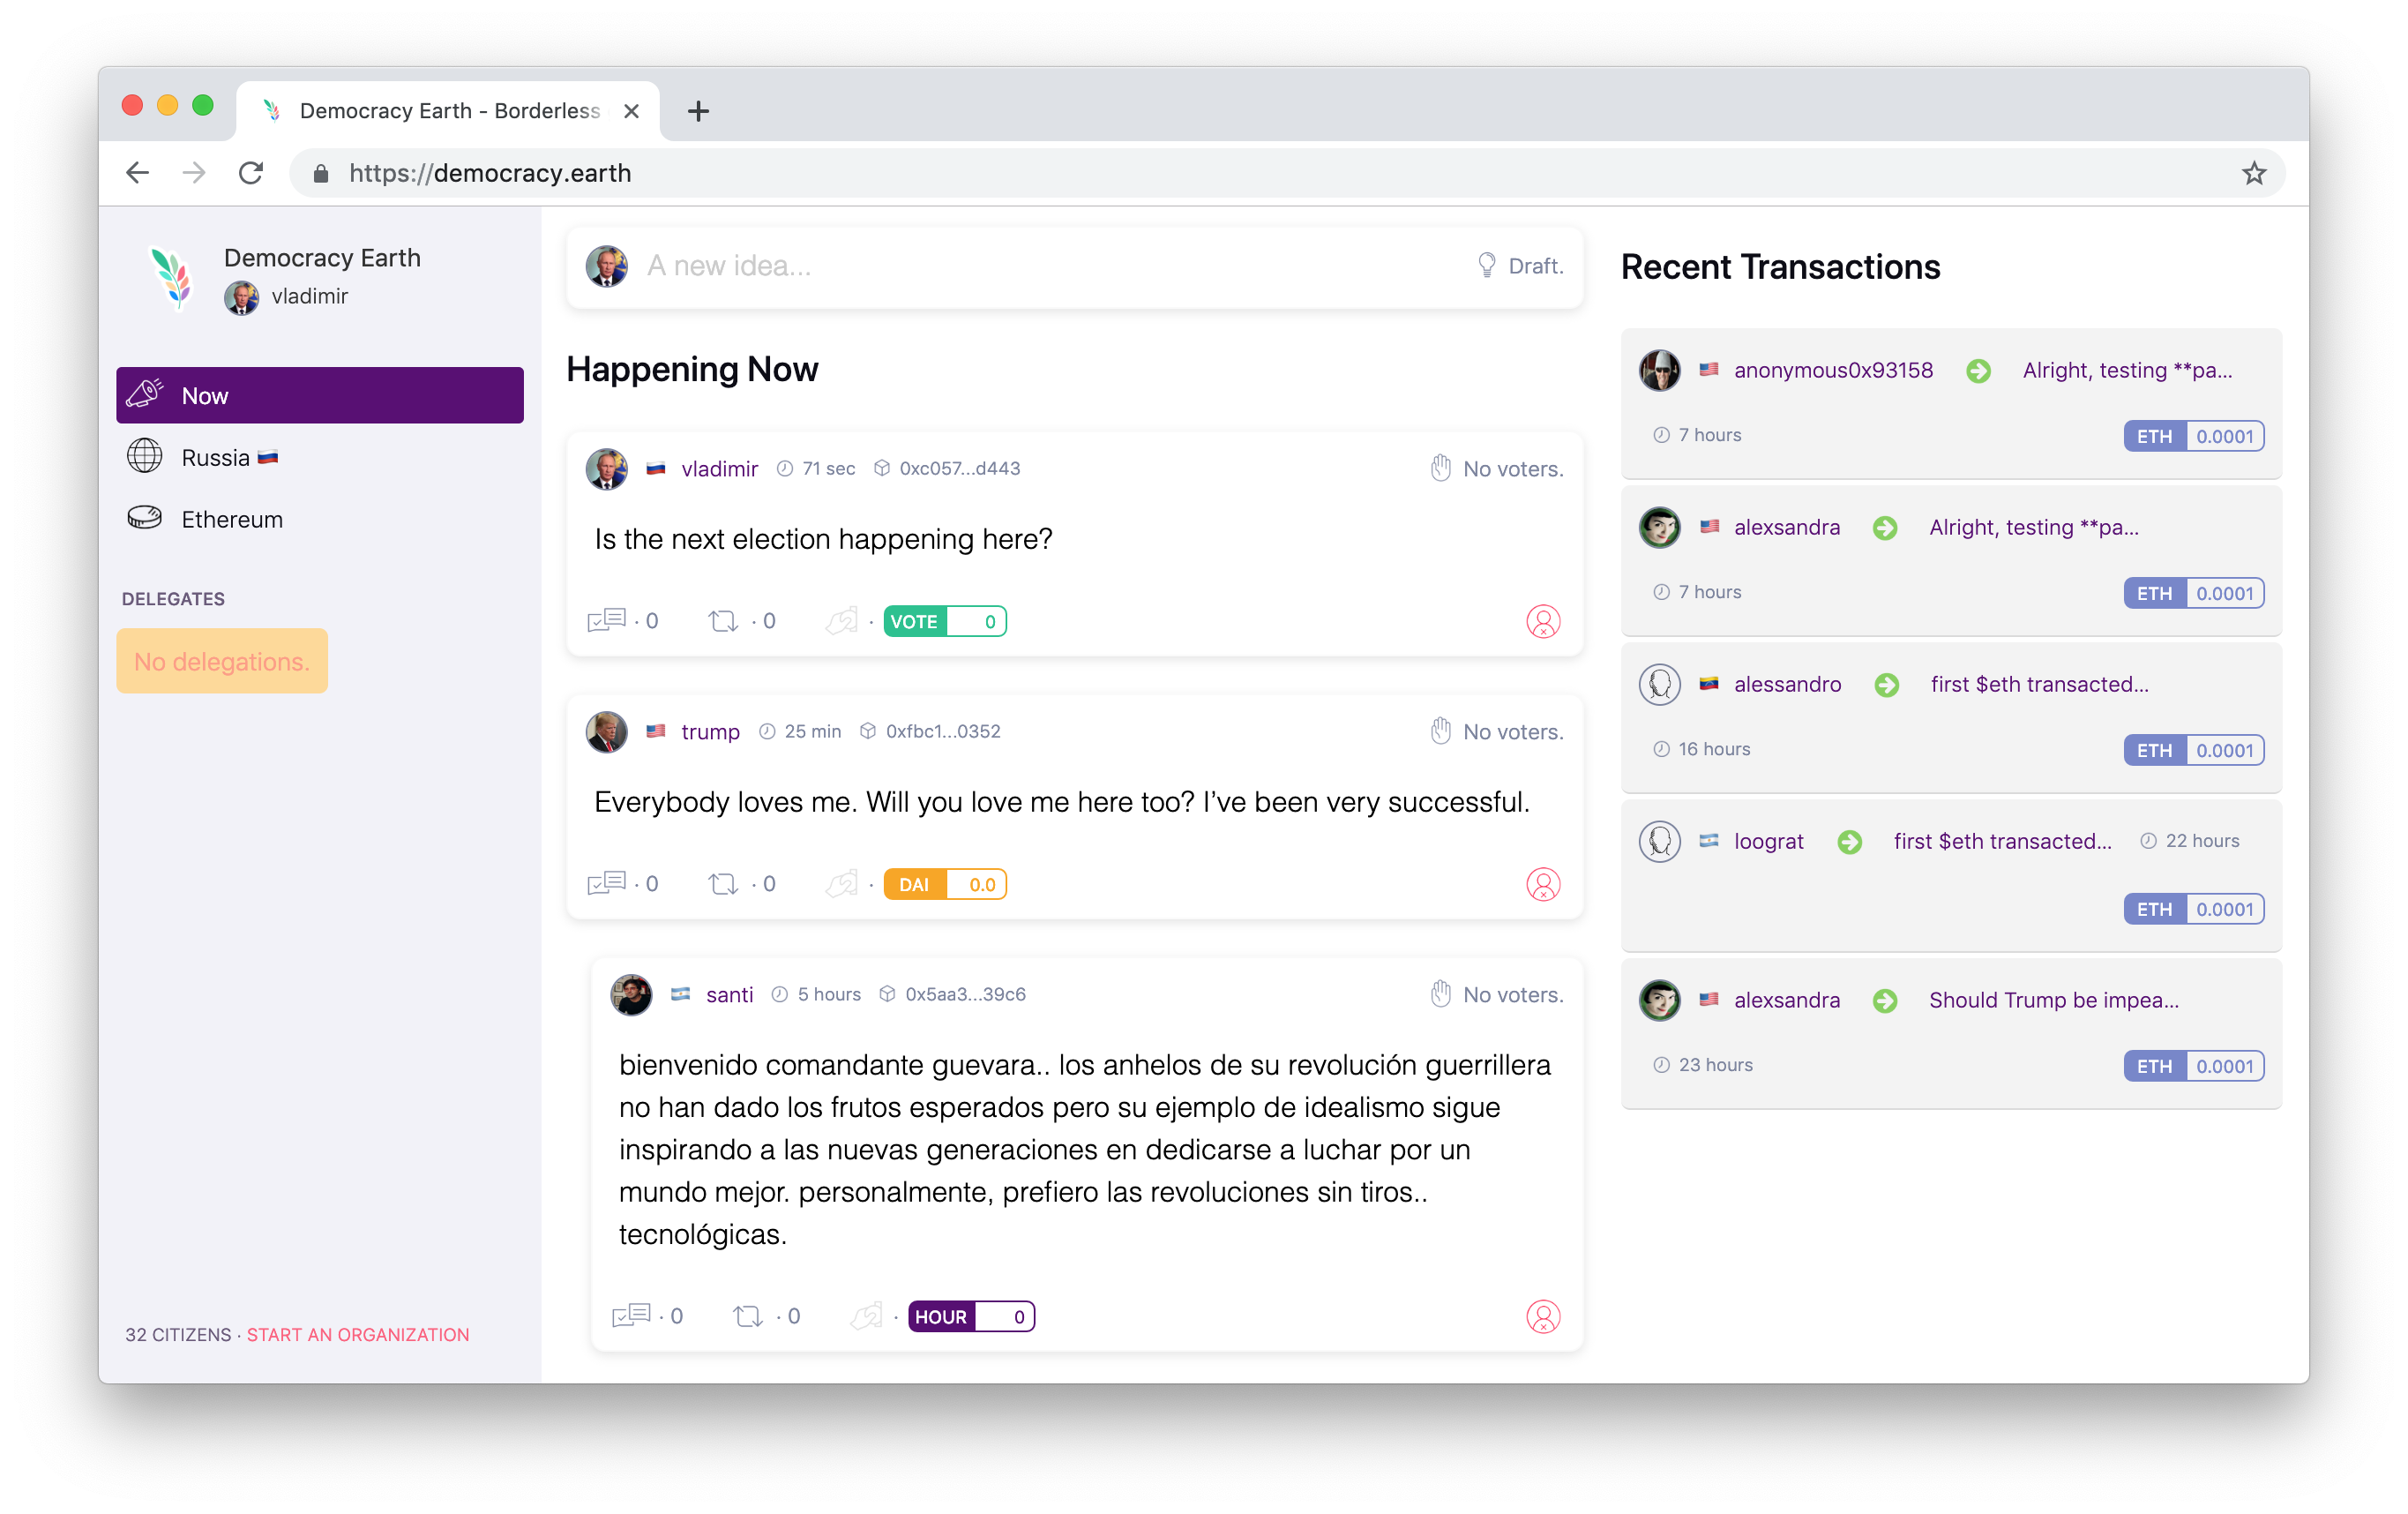 Democracy Earth - Borderless
https://democracy.earth
Democracy Earth
vladimir
Now
Russia
Ethereum
DELEGATES
No delegations.
32 CITIZENS · START AN ORGANIZATION
A new idea...
Draft.
Happening Now
vladimir 71 sec 0xc057...d443 No voters.
Is the next election happening here?
· 0 · 0 · VOTE 0
trump 25 min 0xfbc1...0352 No voters.
Everybody loves me. Will you love me here too? I’ve been very successful.
· 0 · 0 · DAI 0.0
santi 5 hours 0x5aa3...39c6 No voters.
bienvenido comandante guevara.. los anhelos de su revolución guerrillera
no han dado los frutos esperados pero su ejemplo de idealismo sigue
inspirando a las nuevas generaciones en dedicarse a luchar por un
mundo mejor. personalmente, prefiero las revoluciones sin tiros..
tecnológicas.
· 0 · 0 · HOUR 0
Recent Transactions
anonymous0x93158 Alright, testing **pa...
7 hours ETH 0.0001
alexsandra Alright, testing **pa...
7 hours ETH 0.0001
alessandro first $eth transacted...
16 hours ETH 0.0001
loograt first $eth transacted... 22 hours
ETH 0.0001
alexsandra Should Trump be impea...
23 hours ETH 0.0001